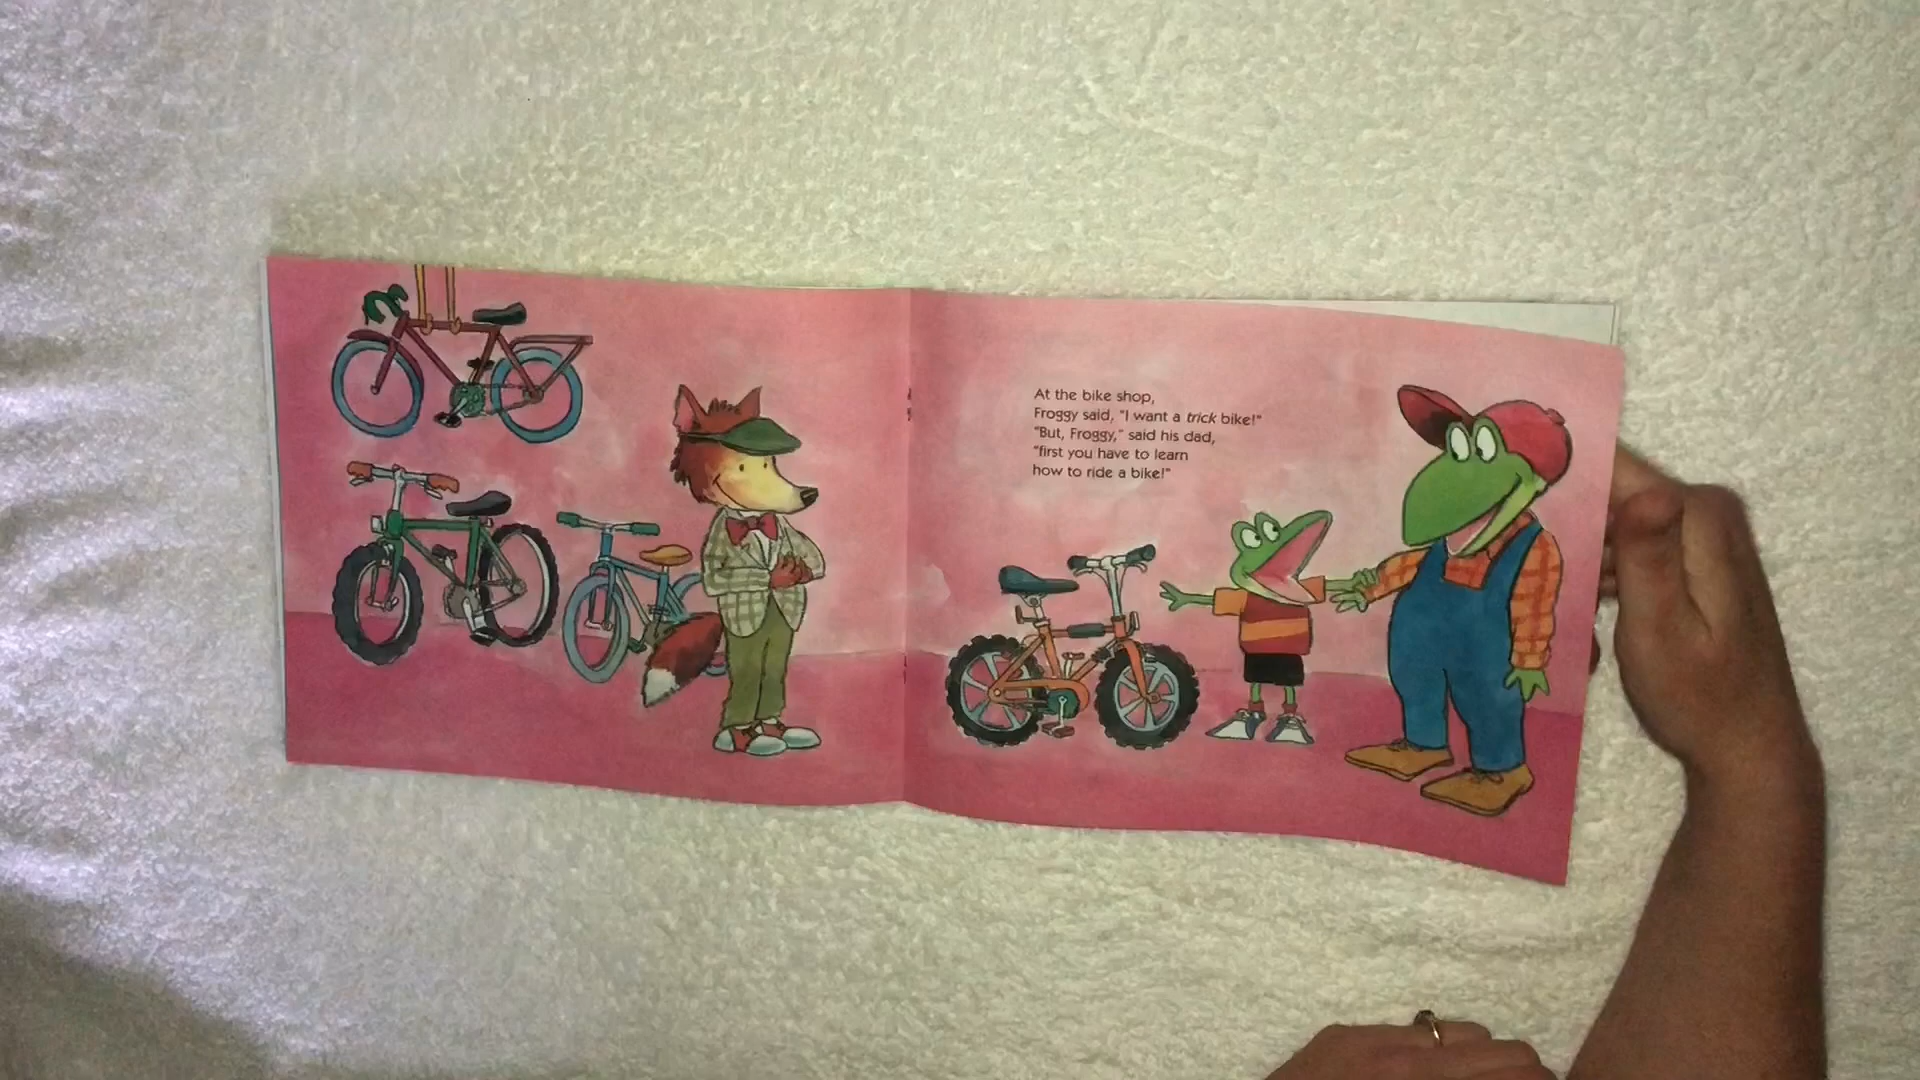 At the bike shop,
Froggy said, "I want a trick bike!"
"But, Froggy," said his dad,
"first you have to learn
how to ride a bike!"